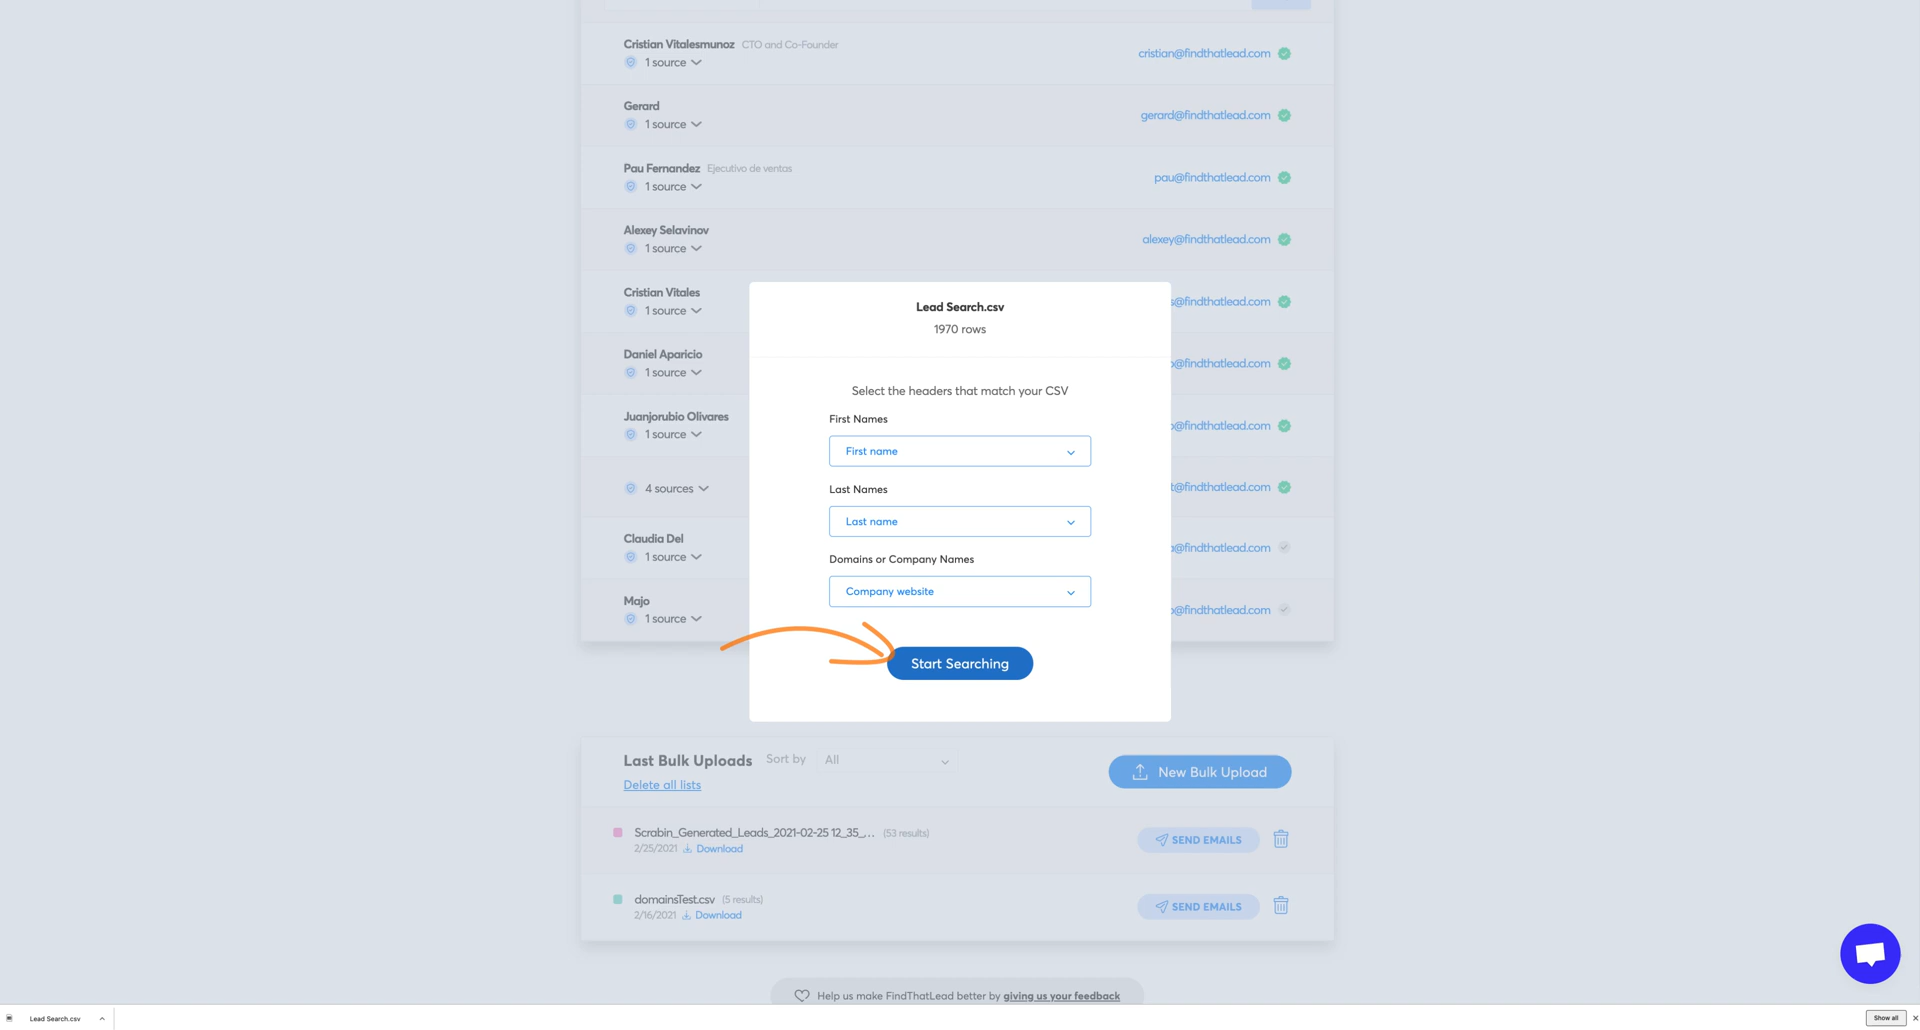 Cristian Vitalesmunoz CTO and Co-Founder
cristian@findthatlead.com
1 source
Gerard
gerard@findthatlead.com
1 source
Pau Fernandez Ejecutivo de ventas
pau@findthatlead.com
1 source
Alexey Selavinov
alexey@findthatlead.com
1 source
Cristian Vitales
s@findthatlead.com
1 source
Daniel Aparicio
o@findthatlead.com
1 source
Juanjorubio Olivares
o@findthatlead.com
1 source
4 sources
t@findthatlead.com
Claudia Del
a@findthatlead.com
1 source
Majo
o@findthatlead.com
1 source
Lead Search.csv
1970 rows
Select the headers that match your CSV
First Names
First name
Last Names
Last name
Domains or Company Names
Company website
Start Searching
Last Bulk Uploads Sort by All
Delete all lists
New Bulk Upload
Scrabin_Generated_Leads_2021-02-25 12_35_... (53 results)
2/25/2021 Download
SEND EMAILS
domainsTest.csv (5 results)
2/16/2021 Download
SEND EMAILS
Help us make FindThatLead better by giving us your feedback
Lead Search.csv
Show all